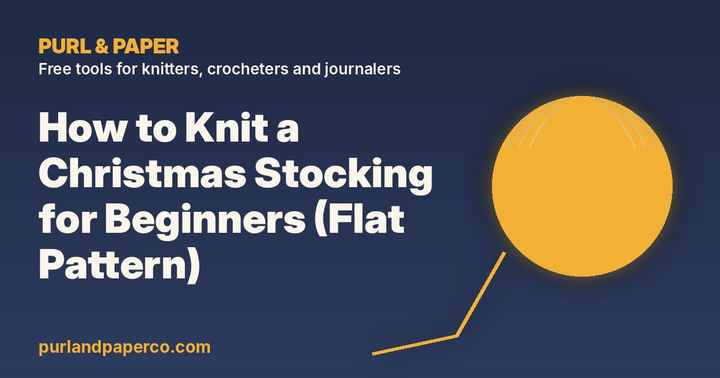 PURL & PAPER
Free tools for knitters, crocheters and journalers
How to Knit a
Christmas Stocking
for Beginners (Flat
Pattern)
purlandpaperco.com